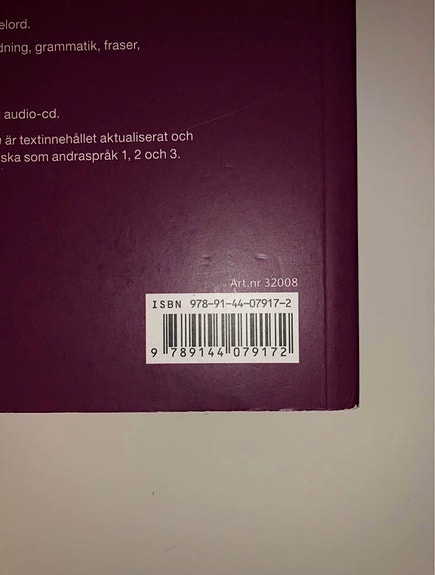 elord.
dning, grammatik, fraser,
audio-cd.
är textinnehållet aktualiserat och
ska som andraspråk 1, 2 och 3.
Art.nr 32008
ISBN 978-91-44-07917-2
9 789144 079172